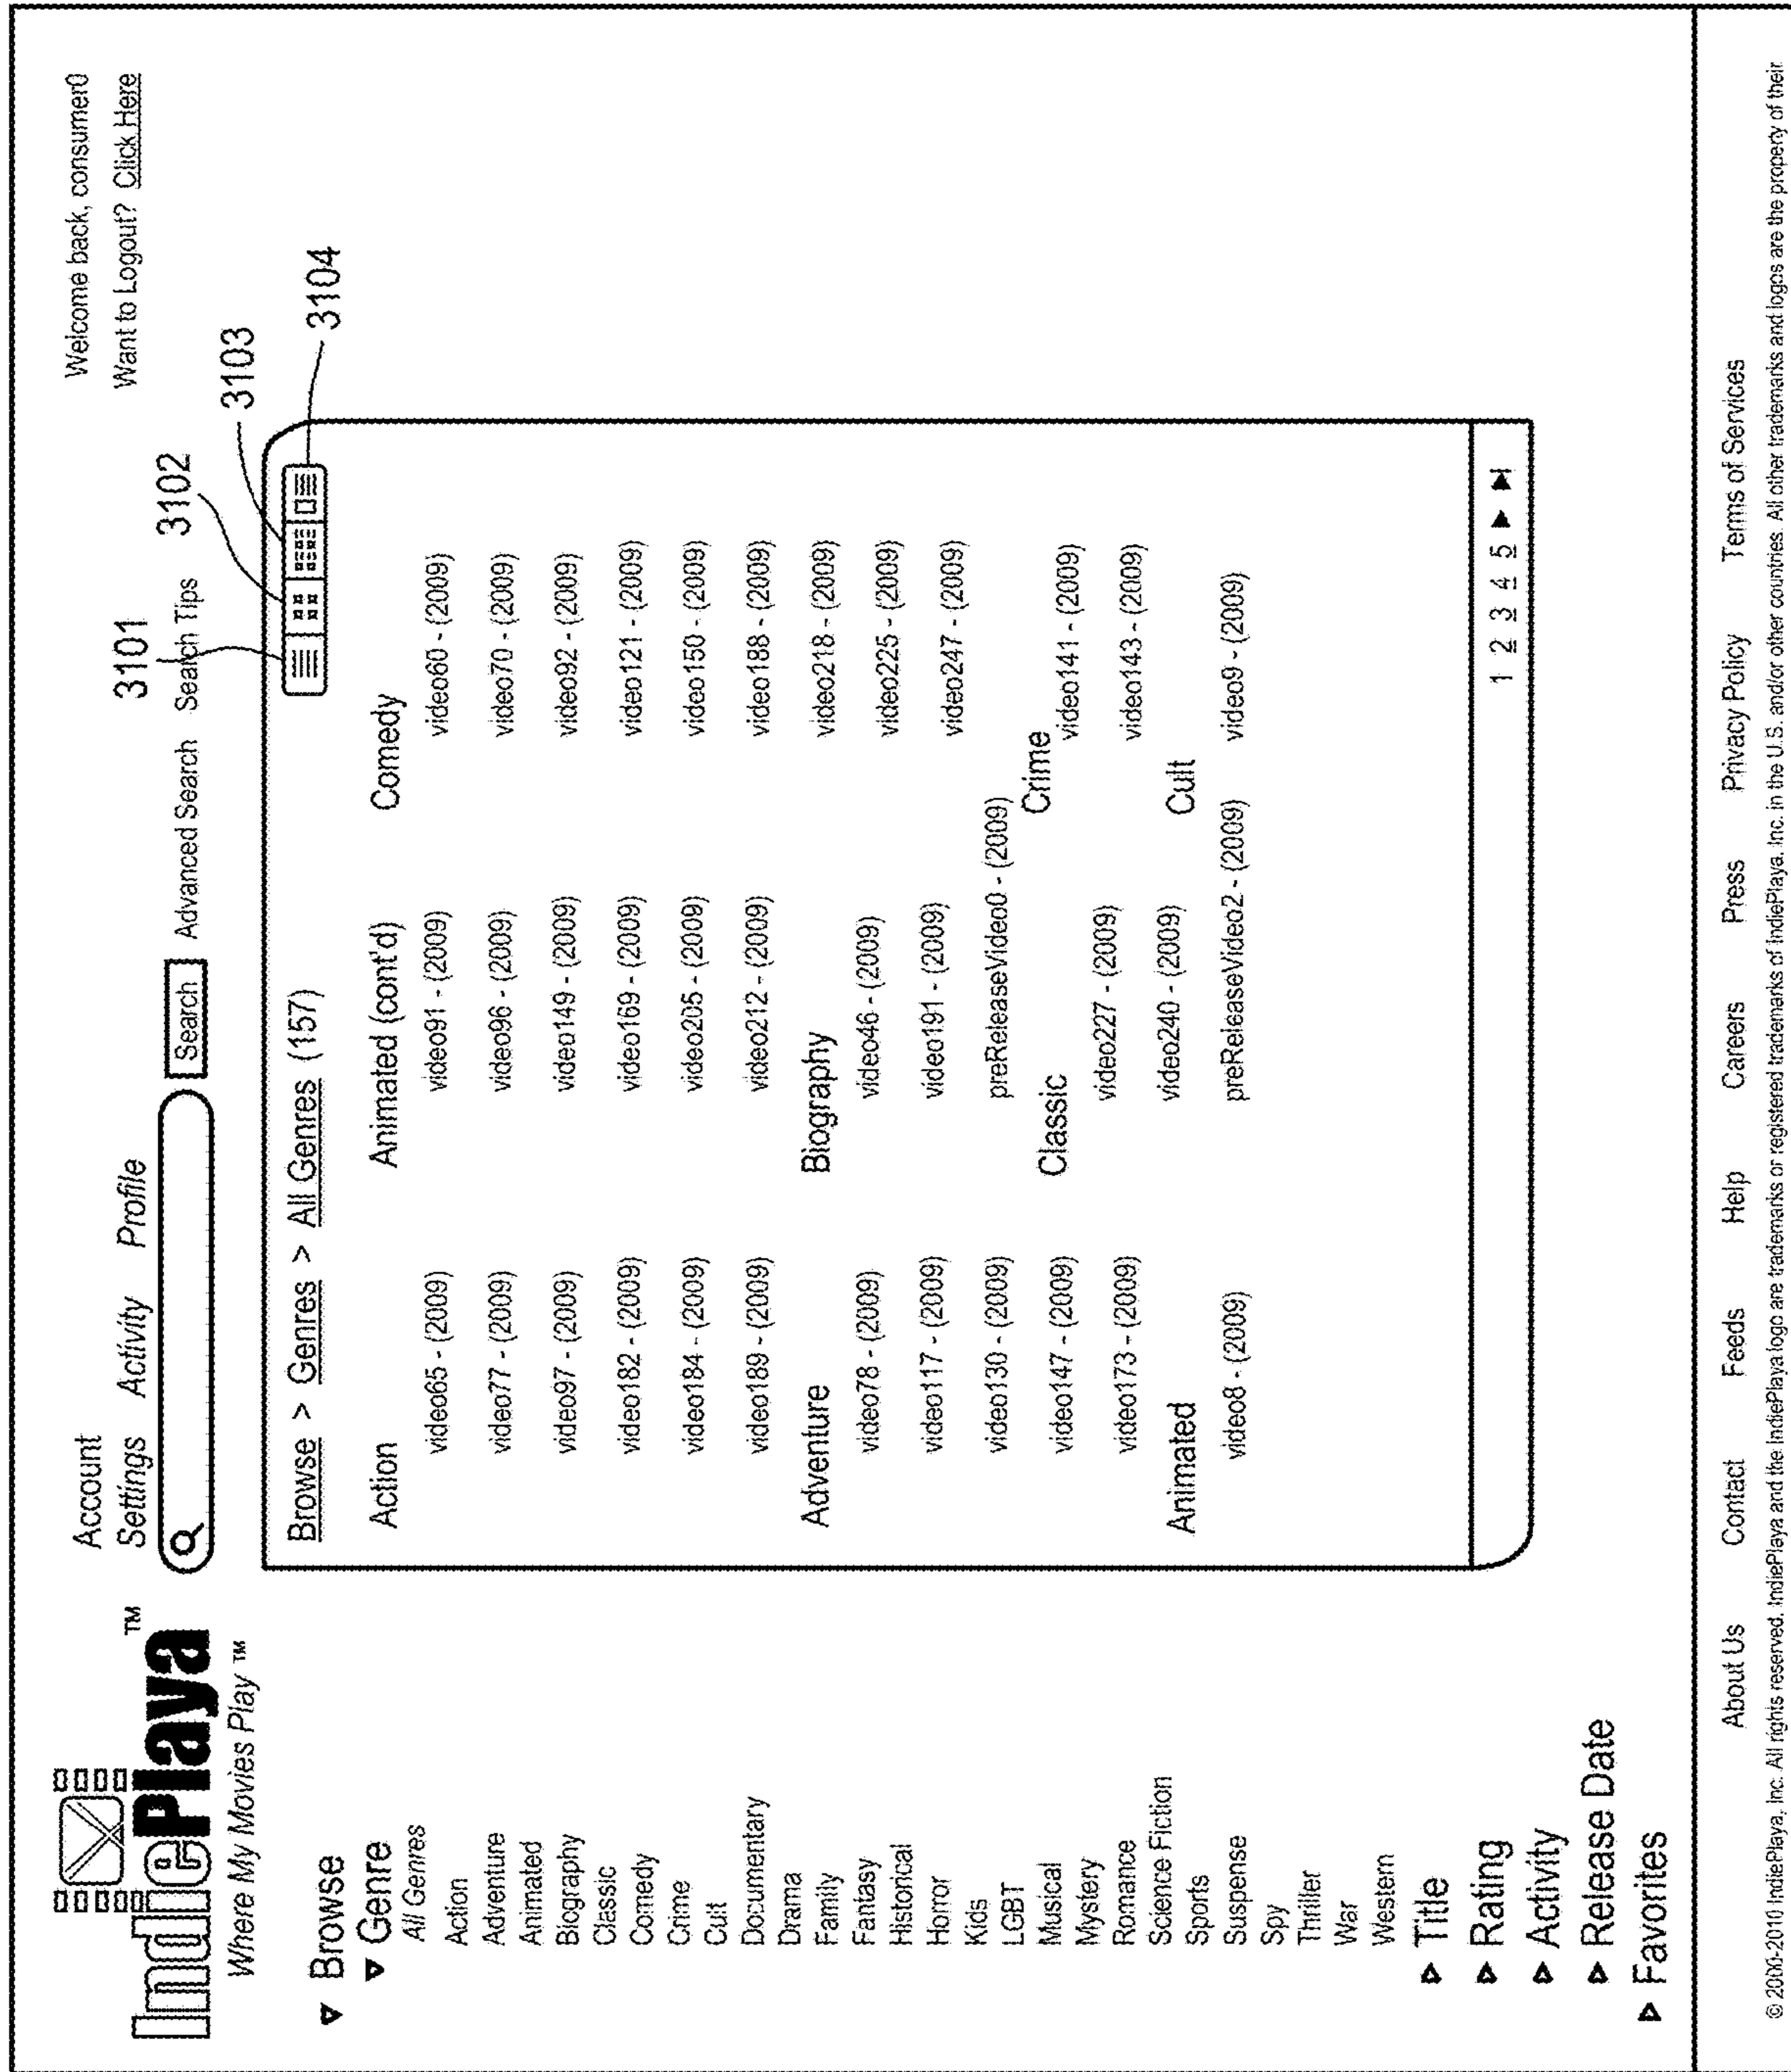 IndiePlaya™
Where My Movies Play™
Account
Settings Activity Profile
Search Advanced Search Search Tips
Welcome back, consumer0
Want to Logout? Click Here
3101
3102
3103
3104
Browse
Genre
All Genres
Action
Adventure
Animated
Biography
Classic
Comedy
Crime
Cult
Documentary
Drama
Family
Fantasy
Historical
Horror
Kids
LGBT
Musical
Mystery
Romance
Science Fiction
Sports
Suspense
Spy
Thriller
War
Western
Title
Rating
Activity
Release Date
Favorites
Browse > Genres > All Genres (157)
Action
video65 - (2009)
video77 - (2009)
video97 - (2009)
video182 - (2009)
video184 - (2009)
video189 - (2009)
Adventure
video78 - (2009)
video117 - (2009)
video130 - (2009)
video147 - (2009)
video173 - (2009)
Animated
video8 - (2009)
Animated (cont'd)
video91 - (2009)
video96 - (2009)
video149 - (2009)
video169 - (2009)
video205 - (2009)
video212 - (2009)
Biography
video46 - (2009)
video191 - (2009)
preReleaseVideo0 - (2009)
Classic
video227 - (2009)
video240 - (2009)
preReleaseVideo2 - (2009)
Comedy
video60 - (2009)
video70 - (2009)
video92 - (2009)
video121 - (2009)
video150 - (2009)
video188 - (2009)
video218 - (2009)
video225 - (2009)
video247 - (2009)
Crime
video141 - (2009)
video143 - (2009)
Cult
video9 - (2009)
1 2 3 4 5
About Us Contact Feeds Help Careers Press Privacy Policy Terms of Services
© 2000-2010 IndiePlaya, Inc. All rights reserved. IndiePlaya and the IndiePlaya logo are trademarks or registered trademarks of IndiePlaya, Inc. in the U.S. and/or other countries. All other trademarks and logos are the property of their